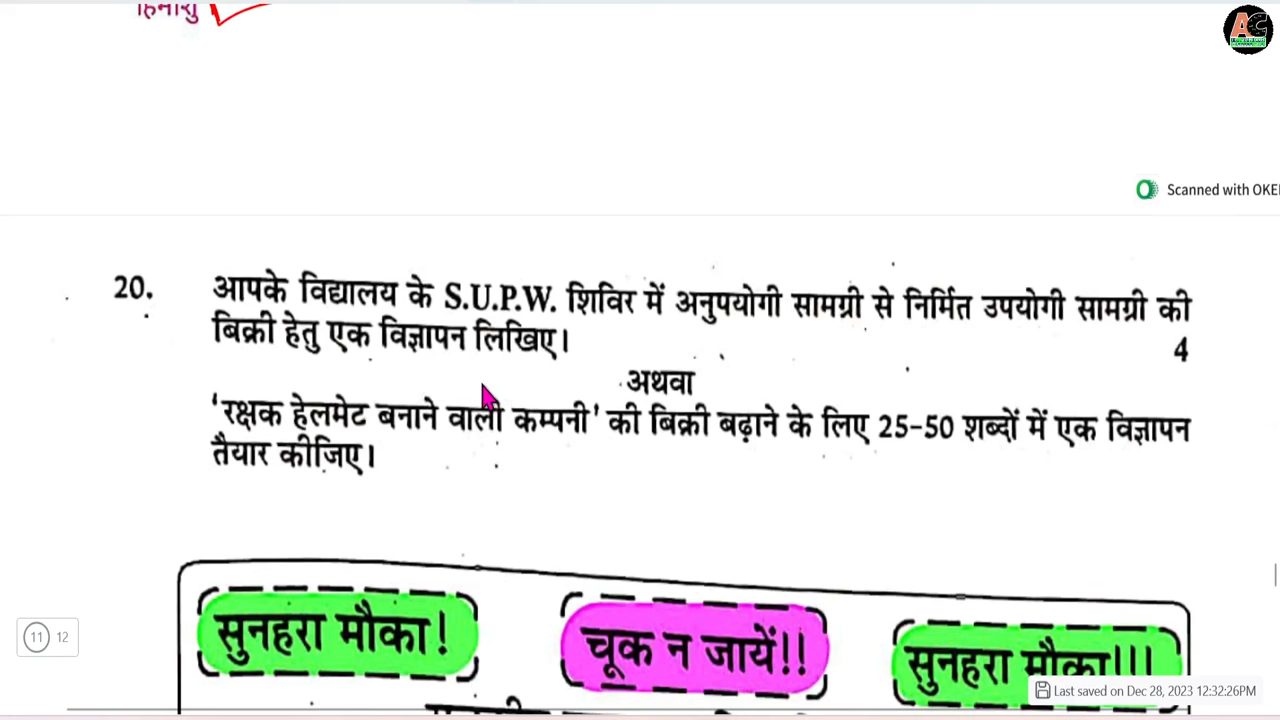 हिमांशु
Scanned with OKE
20. आपके विद्यालय के S.U.P.W. शिविर में अनुपयोगी सामग्री से निर्मित उपयोगी सामग्री की
बिक्री हेतु एक विज्ञापन लिखिए। 4
अथवा
'रक्षक हेलमेट बनाने वाली कम्पनी' की बिक्री बढ़ाने के लिए 25-50 शब्दों में एक विज्ञापन
तैयार कीजिए।
सुनहरा मौका! चूक न जायें!! सुनहरा मौका!!!
11 12
Last saved on Dec 28, 2023 12:32:26PM